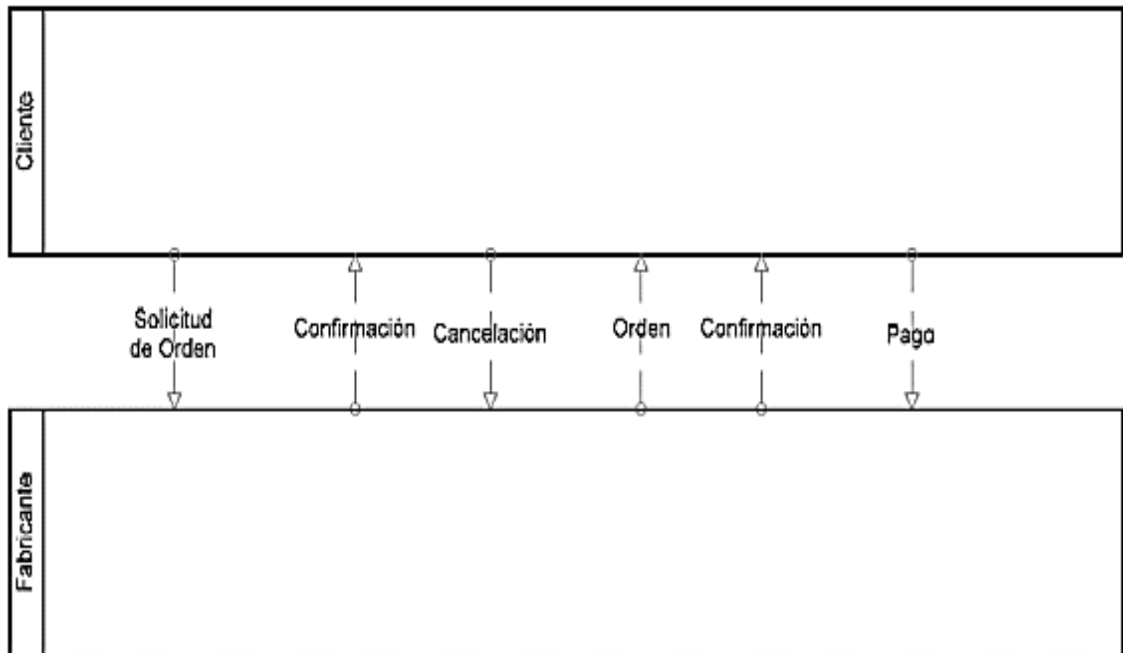 Cliente
Solicitud
de Orden
Confirmación
Cancelación
Orden
Confirmación
Pago
Fabricante